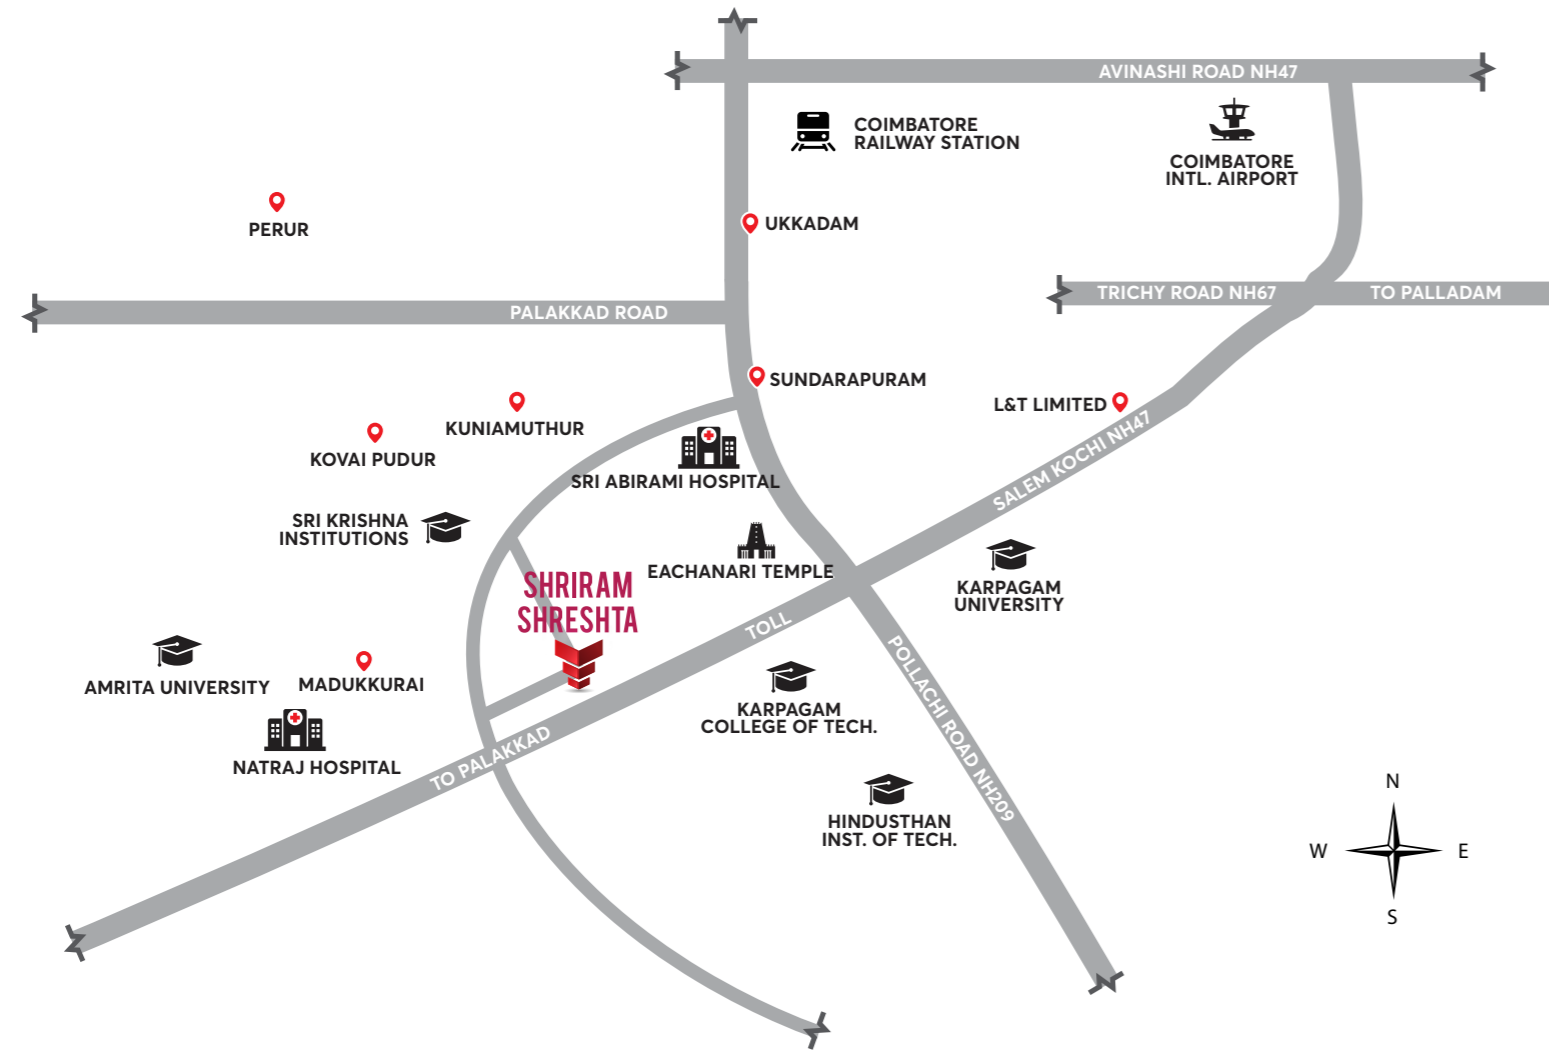 AVINASHI ROAD NH47
COIMBATORE
RAILWAY STATION
COIMBATORE
INTL. AIRPORT
PERUR
UKKADAM
PALAKKAD ROAD
TRICHY ROAD NH67
TO PALLADAM
SUNDARAPURAM
L&T LIMITED
KUNIAMUTHUR
KOVAI PUDUR
SALEM KOCHI NH47
SRI ABIRAMI HOSPITAL
SRI KRISHNA
INSTITUTIONS
EACHANARI TEMPLE
KARPAGAM
UNIVERSITY
SHRIRAM
SHRESHTA
TOLL
AMRITA UNIVERSITY
MADUKKURAI
POLLACHI ROAD NH209
KARPAGAM
COLLEGE OF TECH.
TO PALAKKAD
NATRAJ HOSPITAL
HINDUSTHAN
INST. OF TECH.
N
W
E
S